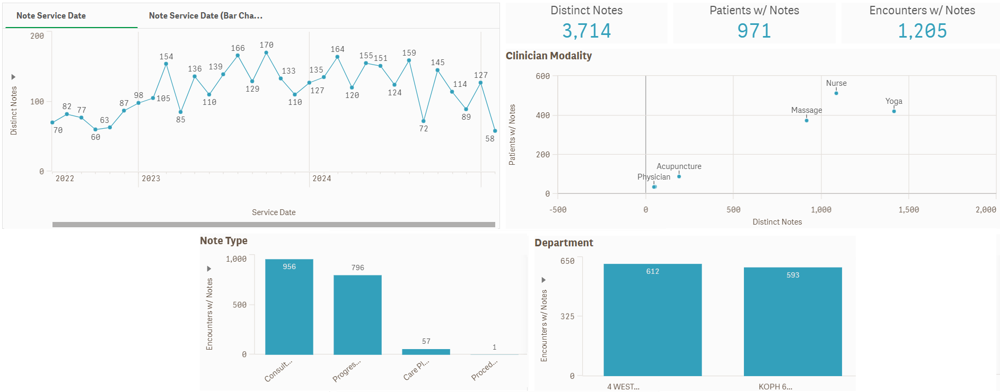 Note Service Date
Note Service Date (Bar Cha...
Distinct Notes
200
100
0
70
82
77
60
63
87
98
105
154
85
136
110
139
166
129
170
133
110
127
135
164
120
155
151
124
159
72
145
114
89
127
58
2022
2023
2024
Service Date
Distinct Notes
3,714
Patients w/ Notes
971
Encounters w/ Notes
1,205
Clinician Modality
Patients w/ Notes
600
400
200
0
Nurse
Yoga
Massage
Acupuncture
Physician
-500
0
500
1,000
1,500
2,000
Distinct Notes
Note Type
Encounters w/ Notes
1,000
500
0
956
796
57
1
Consult...
Progres...
Care Pl...
Proced...
Department
Encounters w/ Notes
650
325
0
612
593
4 WEST...
KOPH 6...